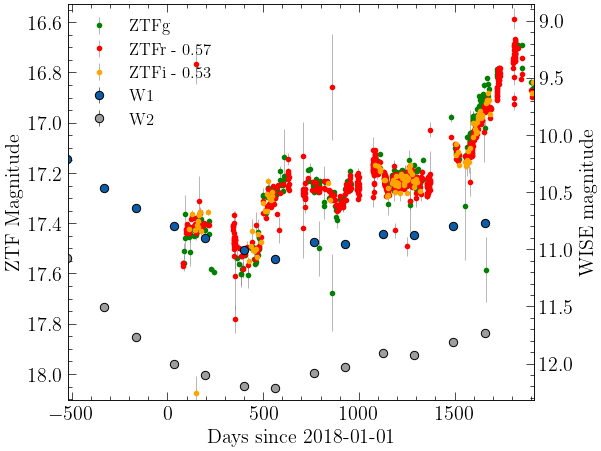 ZTFg
ZTFr - 0.57
ZTFi - 0.53
W1
W2
16.6
16.8
17.0
17.2
17.4
17.6
17.8
18.0
ZTF Magnitude
9.0
9.5
10.0
10.5
11.0
11.5
12.0
WISE magnitude
−500
0
500
1000
1500
Days since 2018-01-01